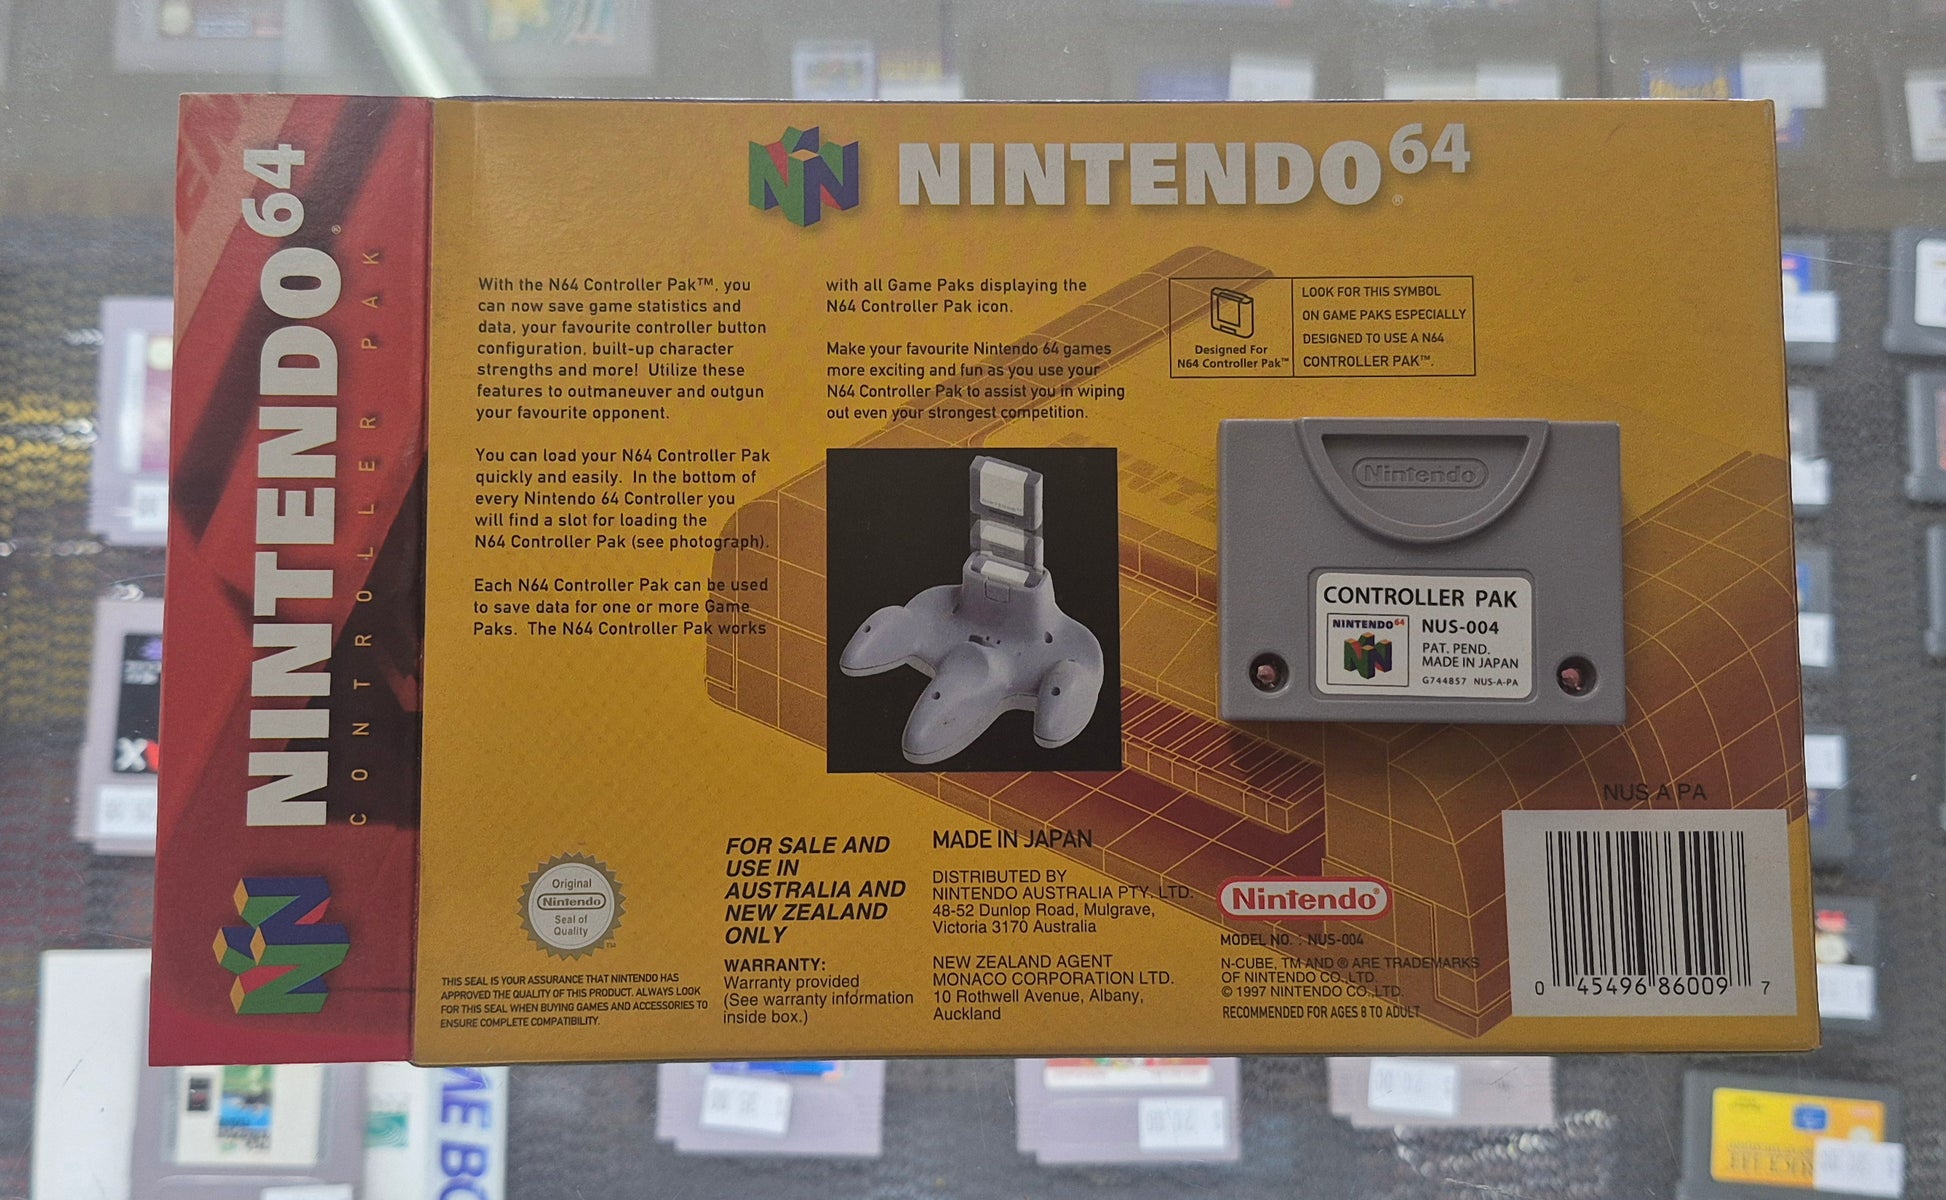 NINTENDO64
®
CONTROLLER PAK
NINTENDO64
®
With the N64 Controller Pak™, you
can now save game statistics and
data, your favourite controller button
configuration, built-up character
strengths and more! Utilize these
features to outmaneuver and outgun
your favourite opponent.
You can load your N64 Controller Pak
quickly and easily. In the bottom of
every Nintendo 64 Controller you
will find a slot for loading the
N64 Controller Pak (see photograph).
Each N64 Controller Pak can be used
to save data for one or more Game
Paks. The N64 Controller Pak works
with all Game Paks displaying the
N64 Controller Pak icon.
Make your favourite Nintendo 64 games
more exciting and fun as you use your
N64 Controller Pak to assist you in wiping
out even your strongest competition.
Designed For
N64 Controller Pak™
LOOK FOR THIS SYMBOL
ON GAME PAKS ESPECIALLY
DESIGNED TO USE A N64
CONTROLLER PAK™.
Nintendo
CONTROLLER PAK
NINTENDO64
NUS-004
PAT. PEND.
MADE IN JAPAN
G744857 NUS-A-PA
Original
Nintendo
Seal of
Quality
™
THIS SEAL IS YOUR ASSURANCE THAT NINTENDO HAS
APPROVED THE QUALITY OF THIS PRODUCT. ALWAYS LOOK
FOR THIS SEAL WHEN BUYING GAMES AND ACCESSORIES TO
ENSURE COMPLETE COMPATIBILITY.
FOR SALE AND
USE IN
AUSTRALIA AND
NEW ZEALAND
ONLY
WARRANTY:
Warranty provided
(See warranty information
inside box.)
MADE IN JAPAN
DISTRIBUTED BY
NINTENDO AUSTRALIA PTY. LTD.
48-52 Dunlop Road, Mulgrave,
Victoria 3170 Australia
NEW ZEALAND AGENT
MONACO CORPORATION LTD.
10 Rothwell Avenue, Albany,
Auckland
Nintendo®
MODEL NO. : NUS-004
N-CUBE, TM AND ® ARE TRADEMARKS
OF NINTENDO CO.,LTD.
© 1997 NINTENDO CO.,LTD.
RECOMMENDED FOR AGES 8 TO ADULT
NUS A PA
0 45496 86009 7